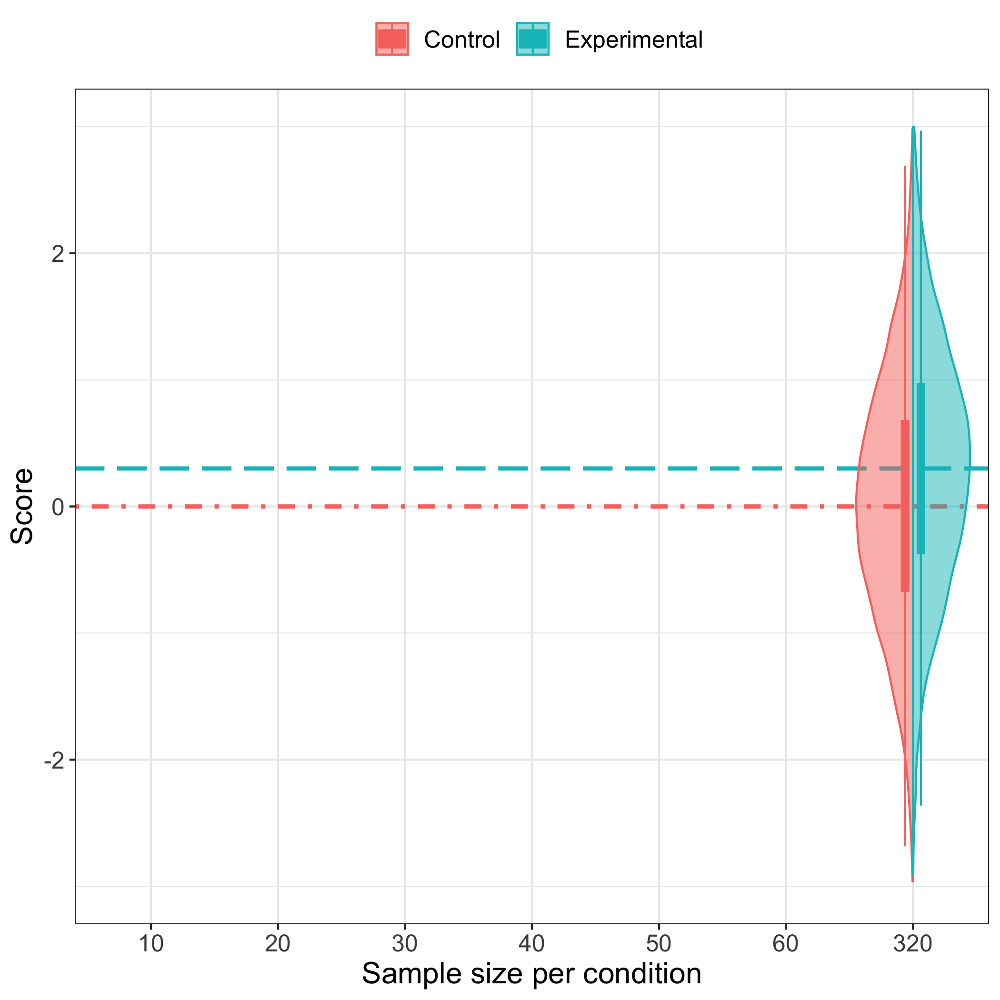 Control Experimental
2
0
-2
Score
10 20 30 40 50 60 320
Sample size per condition